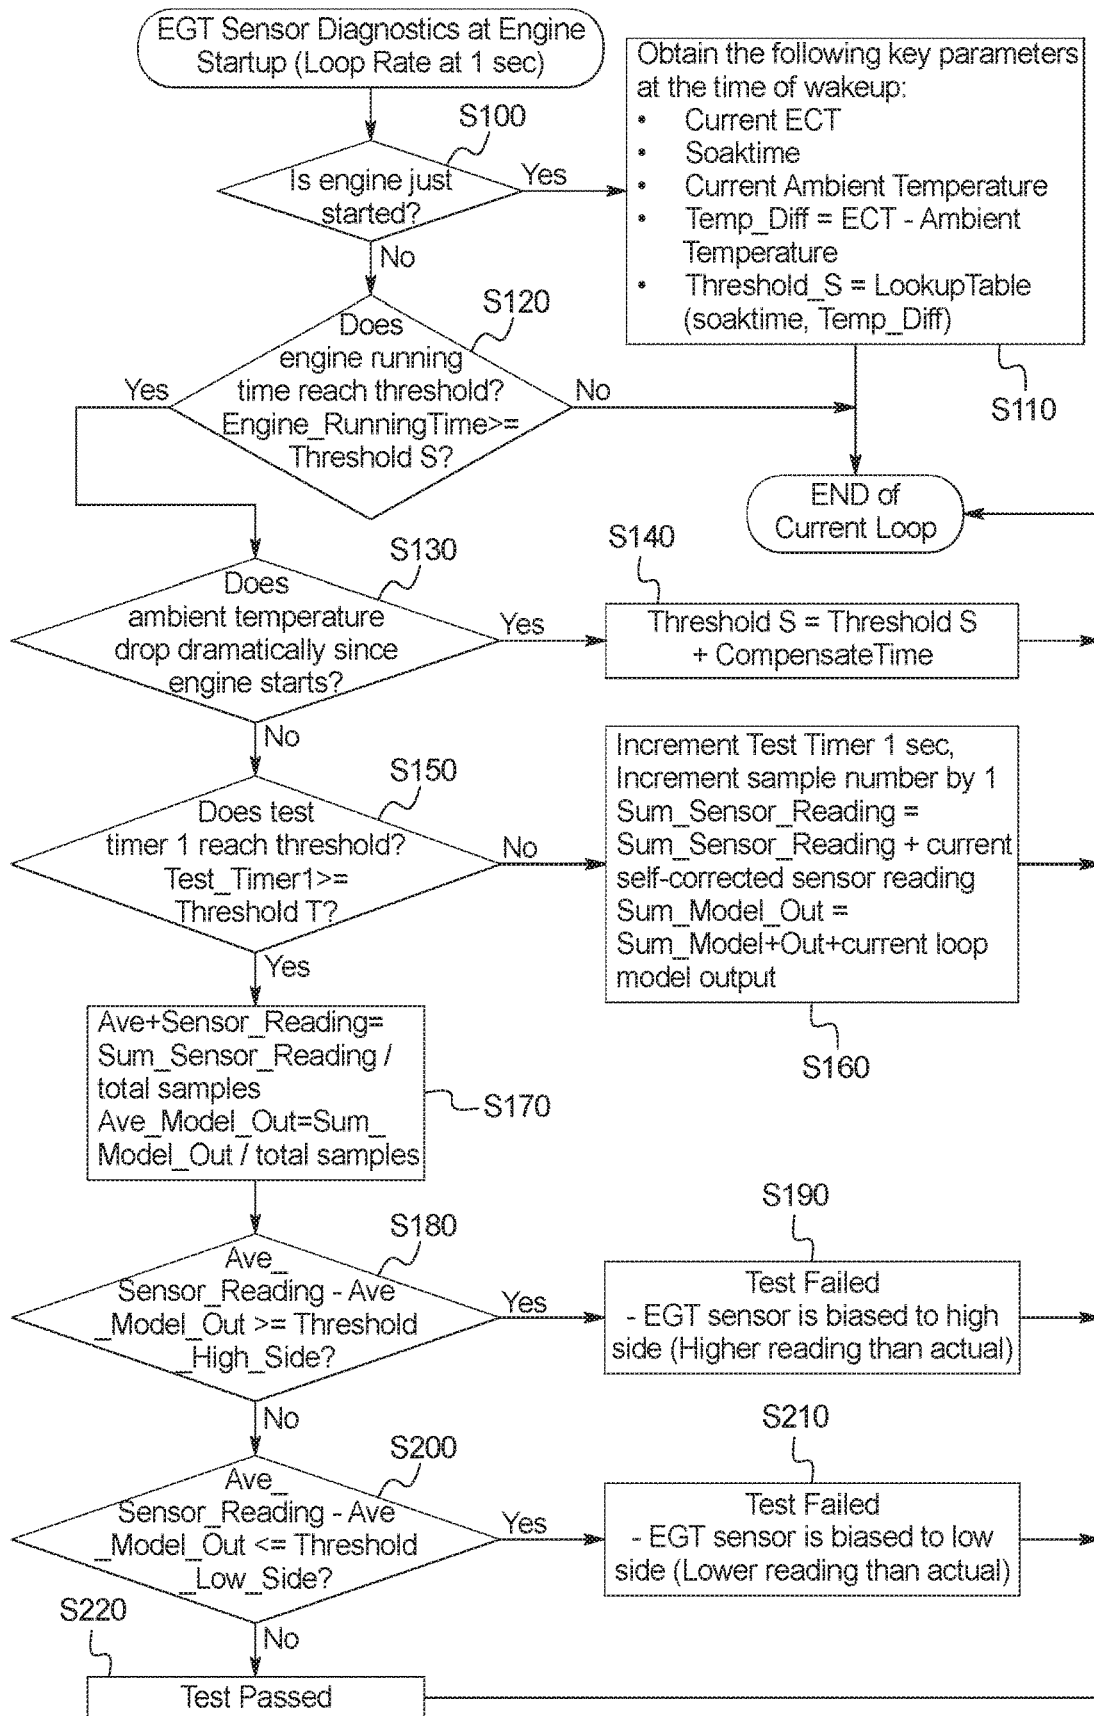 EGT Sensor Diagnostics at Engine
Startup (Loop Rate at 1 sec)
S100
Is engine just
started?
Yes
No
Obtain the following key parameters
at the time of wakeup:
• Current ECT
• Soaktime
• Current Ambient Temperature
• Temp_Diff = ECT - Ambient
Temperature
• Threshold_S = LookupTable
(soaktime, Temp_Diff)
S110
S120
Does
engine running
time reach threshold?
Engine_RunningTime>=
Threshold S?
Yes
No
END of
Current Loop
S130
Does
ambient temperature
drop dramatically since
engine starts?
Yes
No
S140
Threshold S = Threshold S
+ CompensateTime
S150
Does test
timer 1 reach threshold?
Test_Timer1>=
Threshold T?
No
Yes
Increment Test Timer 1 sec,
Increment sample number by 1
Sum_Sensor_Reading =
Sum_Sensor_Reading + current
self-corrected sensor reading
Sum_Model_Out =
Sum_Model+Out+current loop
model output
S160
Ave+Sensor_Reading=
Sum_Sensor_Reading /
total samples
Ave_Model_Out=Sum_
Model_Out / total samples
S170
S180
Ave_
Sensor_Reading - Ave
_Model_Out >= Threshold
_High_Side?
Yes
No
S190
Test Failed
- EGT sensor is biased to high
side (Higher reading than actual)
S200
Ave_
Sensor_Reading - Ave
_Model_Out <= Threshold
_Low_Side?
Yes
No
S210
Test Failed
- EGT sensor is biased to low
side (Lower reading than actual)
S220
Test Passed